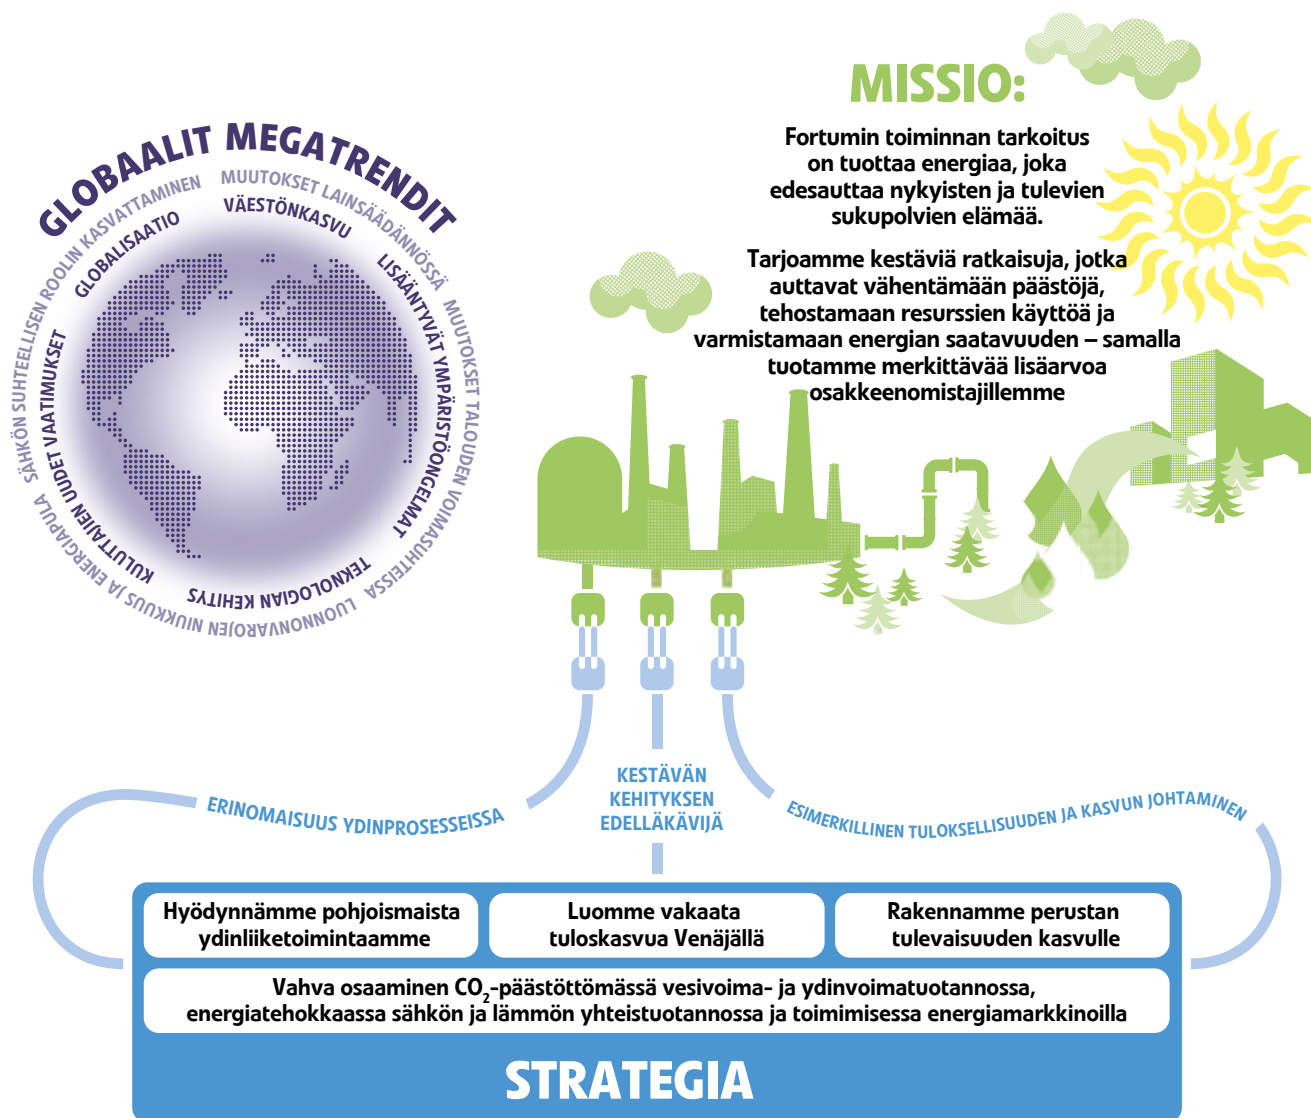 GLOBAALIT MEGATRENDIT
SÄHKÖN SUHTEELLISEN ROOLIN KASVATTAMINEN
MUUTOKSET LAINSÄÄDÄNNÖSSÄ
MUUTOKSET TALOUDEN VOIMASUHTEISSA
LUONNONVAROJEN NIUKKUUS JA ENERGIAPULA
GLOBALISAATIO
VÄESTÖNKASVU
LISÄÄNTYVÄT YMPÄRISTÖONGELMAT
TEKNOLOGIAN KEHITYS
KULUTTAJIEN UUDET VAATIMUKSET
MISSIO:
Fortumin toiminnan tarkoitus
on tuottaa energiaa, joka
edesauttaa nykyisten ja tulevien
sukupolvien elämää.
Tarjoamme kestäviä ratkaisuja, jotka
auttavat vähentämään päästöjä,
tehostamaan resurssien käyttöä ja
varmistamaan energian saatavuuden – samalla
tuotamme merkittävää lisäarvoa
osakkeenomistajillemme
ERINOMAISUUS YDINPROSESSEISSA
KESTÄVÄN
KEHITYKSEN
EDELLÄKÄVIJÄ
ESIMERKILLINEN TULOKSELLISUUDEN JA KASVUN JOHTAMINEN
Hyödynnämme pohjoismaista
ydinliiketoimintaamme
Luomme vakaata
tuloskasvua Venäjällä
Rakennamme perustan
tulevaisuuden kasvulle
Vahva osaaminen CO₂-päästöttömässä vesivoima- ja ydinvoimatuotannossa,
energiatehokkaassa sähkön ja lämmön yhteistuotannossa ja toimimisessa energiamarkkinoilla
STRATEGIA